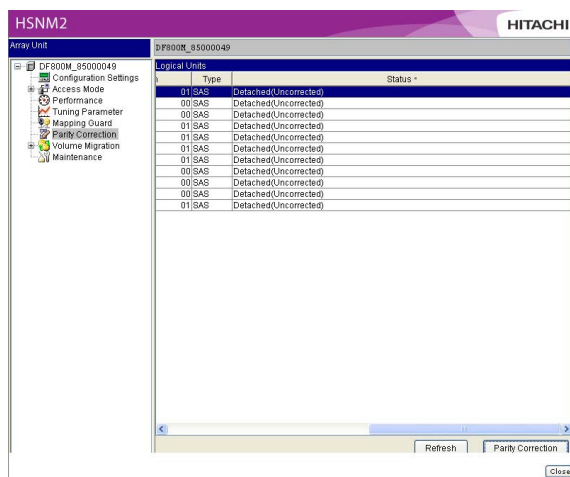 HSNM2
HITACHI
Array Unit
DF800M_85000049
DF800M_85000049
Configuration Settings
Access Mode
Performance
Tuning Parameter
Mapping Guard
Parity Correction
Volume Migration
Maintenance
Logical Units
Type Status
01 SAS Detached(Uncorrected)
00 SAS Detached(Uncorrected)
00 SAS Detached(Uncorrected)
01 SAS Detached(Uncorrected)
01 SAS Detached(Uncorrected)
01 SAS Detached(Uncorrected)
01 SAS Detached(Uncorrected)
00 SAS Detached(Uncorrected)
00 SAS Detached(Uncorrected)
00 SAS Detached(Uncorrected)
01 SAS Detached(Uncorrected)
Refresh Parity Correction
Close